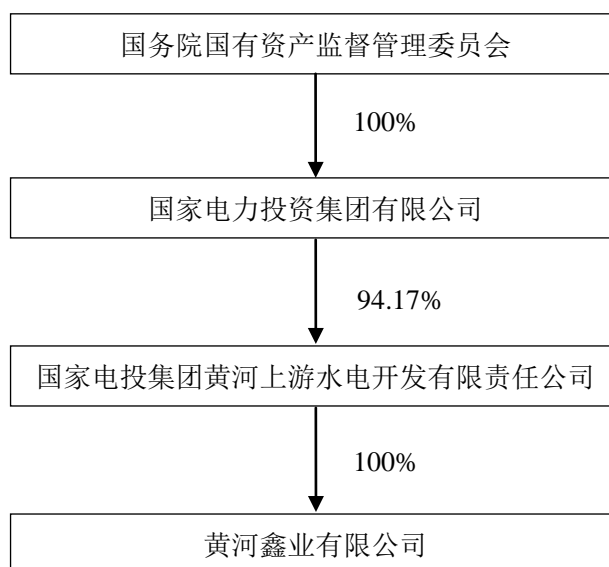 国务院国有资产监督管理委员会
100%
国家电力投资集团有限公司
94.17%
国家电投集团黄河上游水电开发有限责任公司
100%
黄河鑫业有限公司